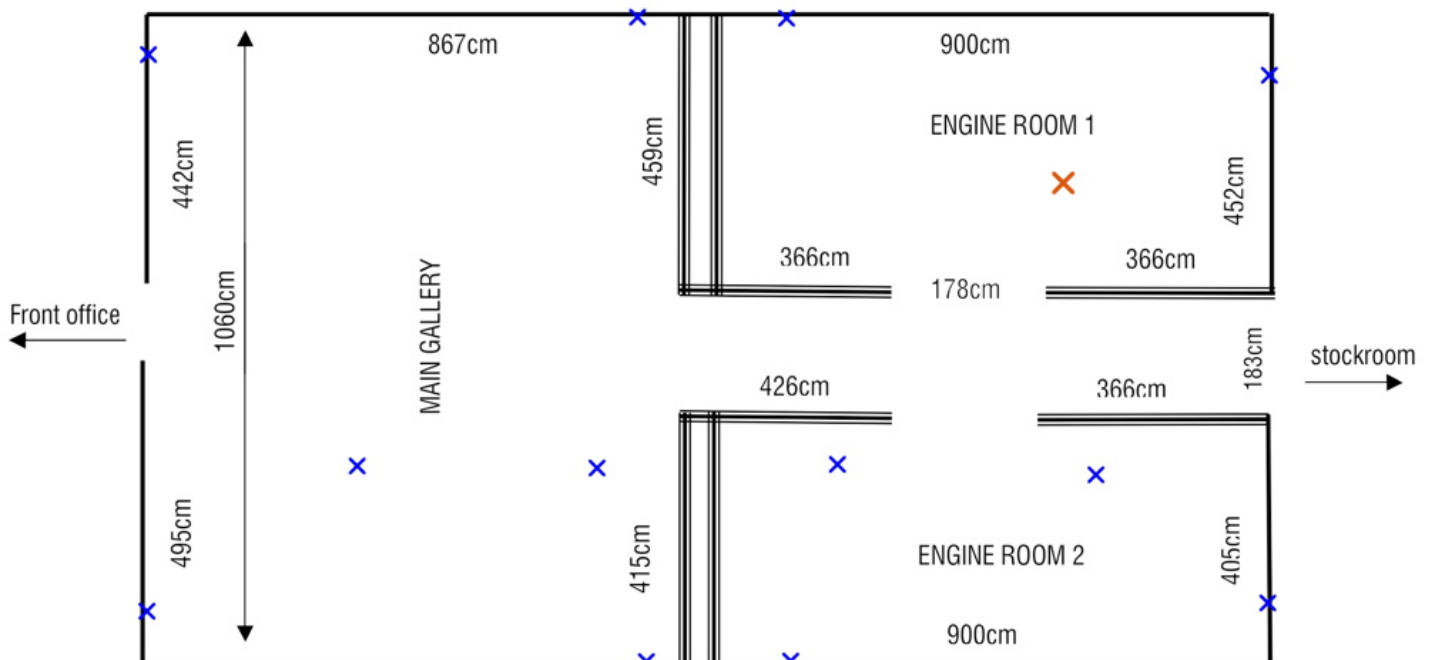 867cm
900cm
ENGINE ROOM 1
442cm
459cm
452cm
366cm
366cm
178cm
Front office
1060cm
MAIN GALLERY
183cm
stockroom
426cm
366cm
495cm
415cm
ENGINE ROOM 2
405cm
900cm